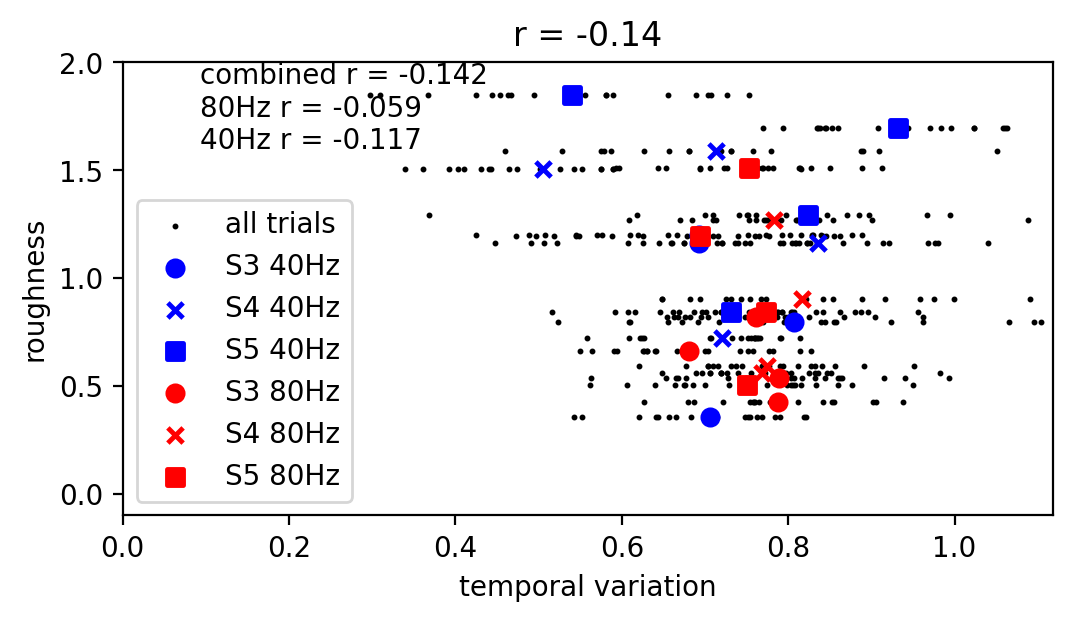 r = -0.14
combined r = -0.142
80Hz r = -0.059
40Hz r = -0.117
2.0
1.5
1.0
0.5
0.0
roughness
all trials
S3 40Hz
S4 40Hz
S5 40Hz
S3 80Hz
S4 80Hz
S5 80Hz
0.0 0.2 0.4 0.6 0.8 1.0
temporal variation